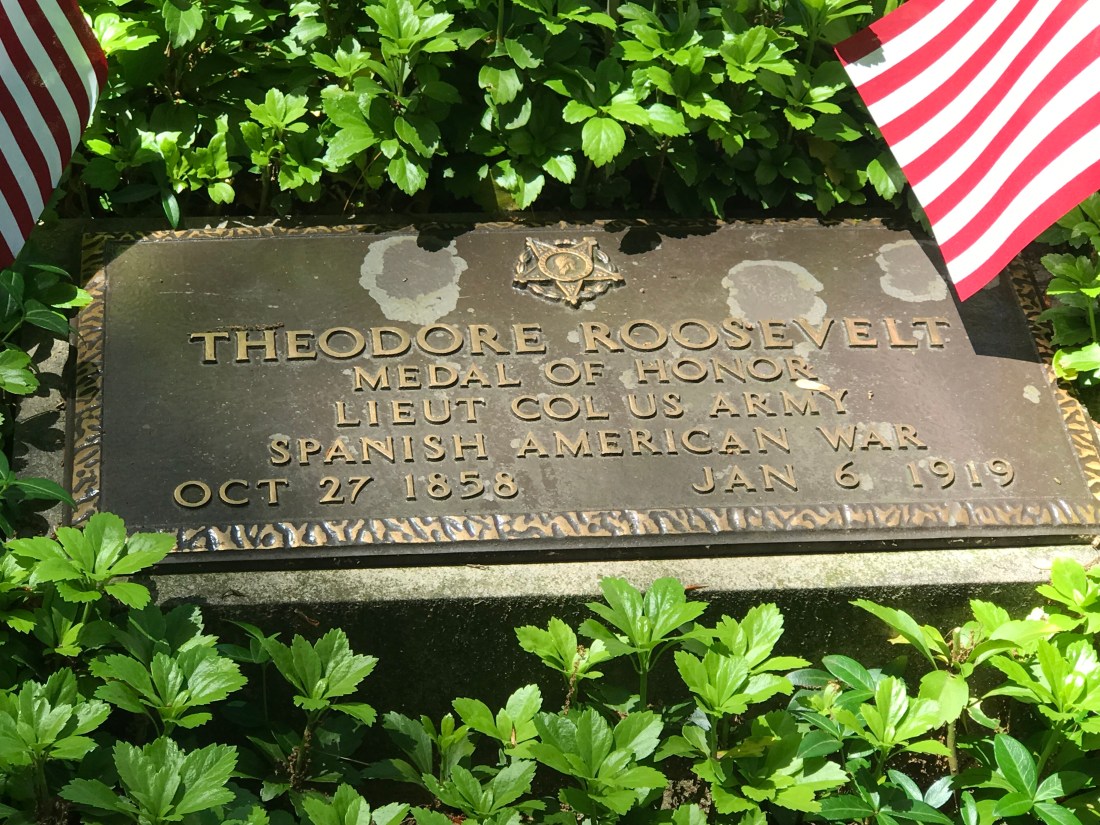 THEODORE ROOSEVELT
MEDAL OF HONOR
LIEUT COL US ARMY
SPANISH AMERICAN WAR
OCT 27 1858 JAN 6 1919